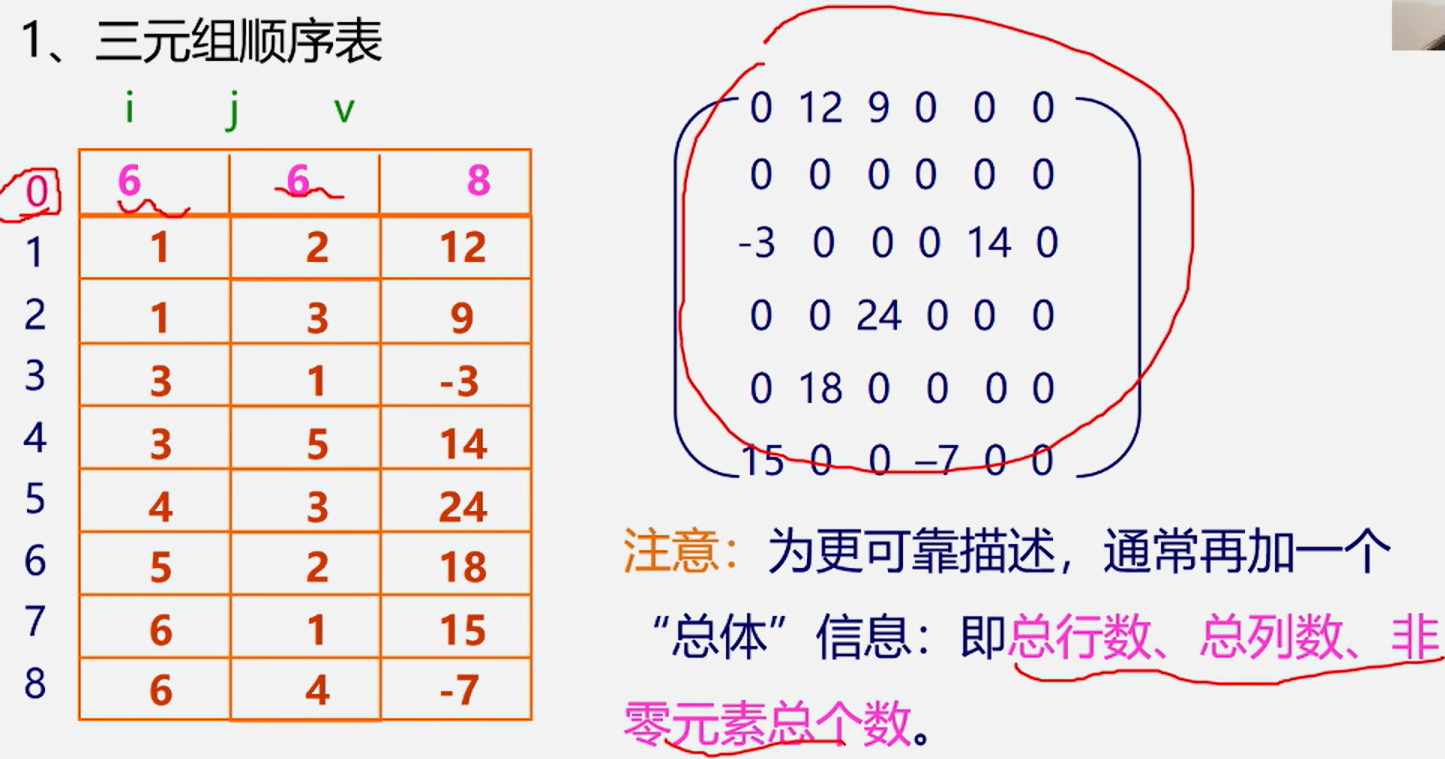 1、三元组顺序表
i j v
0 6 6 8
1 1 2 12
2 1 3 9
3 3 1 -3
4 3 5 14
5 4 3 24
6 5 2 18
7 6 1 15
8 6 4 -7
0 12 9 0 0 0
0 0 0 0 0 0
-3 0 0 0 14 0
0 0 24 0 0 0
0 18 0 0 0 0
15 0 0 –7 0 0
注意：为更可靠描述，通常再加一个
“总体”信息：即总行数、总列数、非
零元素总个数。